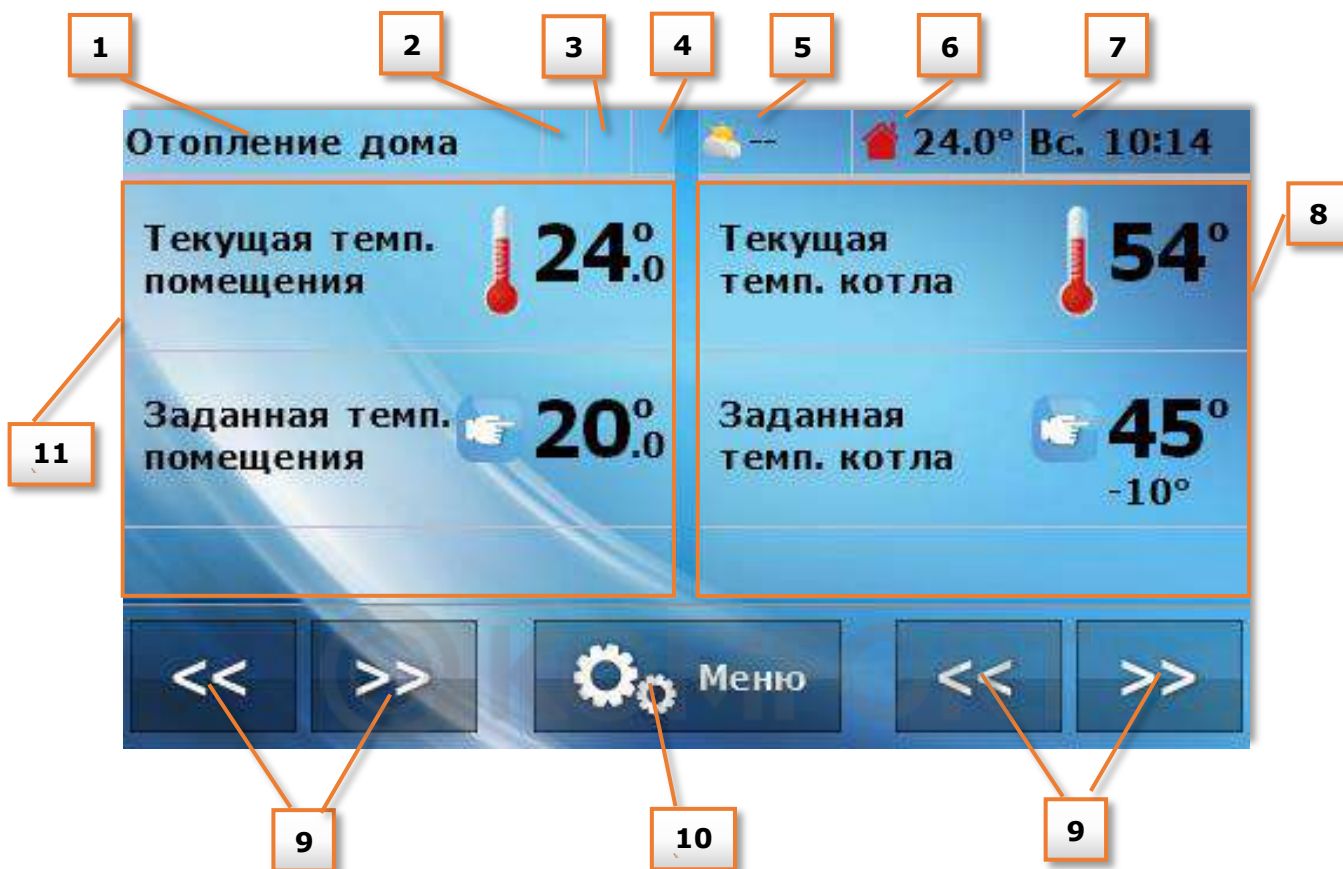 1
2
3
4
5
6
7
Отопление дома
--
24.0° Вс. 10:14
8
Текущая темп.
помещения
24.0°
Текущая
темп. котла
54°
11
Заданная темп.
помещения
20.0°
Заданная
темп. котла
45°
-10°
<< >>
Меню
<< >>
9
10
9